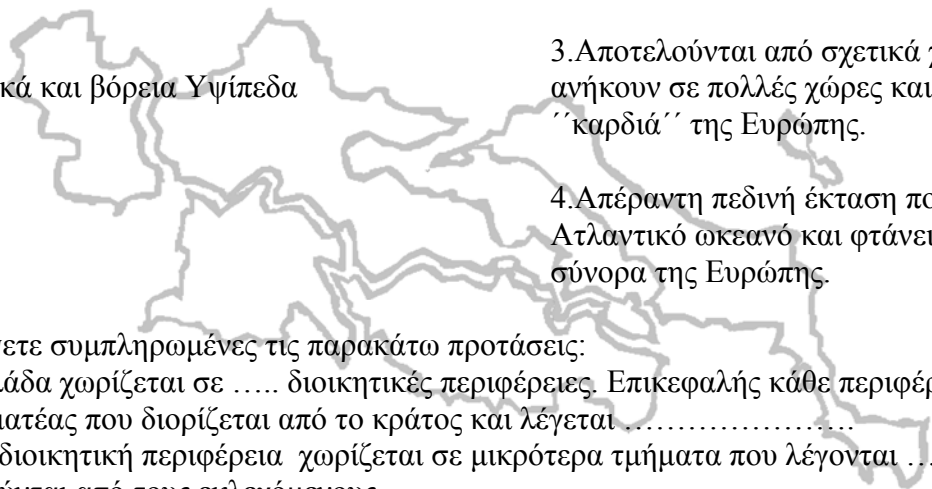 3.Αποτελούνται από σχετικά
κά και βόρεια Υψίπεδα
ανήκουν σε πολλές χώρες και
΄΄καρδιά΄΄ της Ευρώπης.
4.Απέραντη πεδινή έκταση
Ατλαντικό ωκεανό και φτάνει
σύνορα της Ευρώπης.
ετε συμπληρωμένες τις παρακάτω προτάσεις:
λάδα χωρίζεται σε ….. διοικητικές περιφέρειες. Επικεφαλής κάθε περιφέρ
ατέας που διορίζεται από το κράτος και λέγεται ………………….
διοικητική περιφέρεια χωρίζεται σε μικρότερα τμήματα που λέγονται …